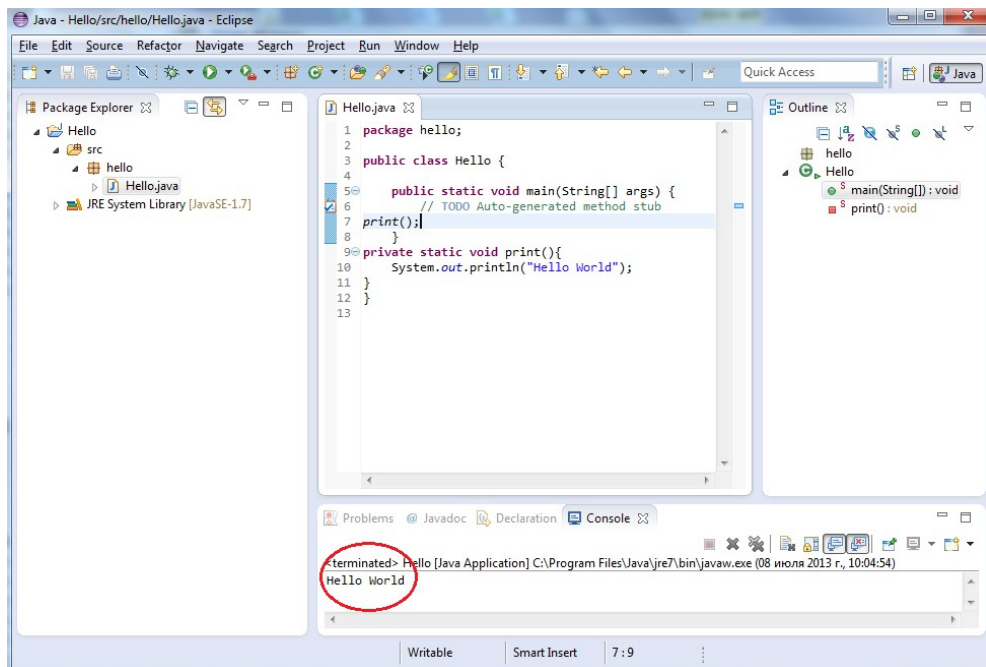 Java - Hello/src/hello/Hello.java - Eclipse
File Edit Source Refactor Navigate Search Project Run Window Help
Quick Access
Java
Package Explorer
Hello
src
hello
Hello.java
JRE System Library [JavaSE-1.7]
Hello.java
1 package hello;
2
3 public class Hello {
4
5 public static void main(String[] args) {
6 // TODO Auto-generated method stub
7 print();
8 }
9 private static void print(){
10 System.out.println("Hello World");
11 }
12 }
13
Outline
hello
Hello
main(String[]) : void
print() : void
Problems @ Javadoc Declaration Console
<terminated> Hello [Java Application] C:\Program Files\Java\jre7\bin\javaw.exe (08 июля 2013 г., 10:04:54)
Hello World
Writable Smart Insert 7 : 9